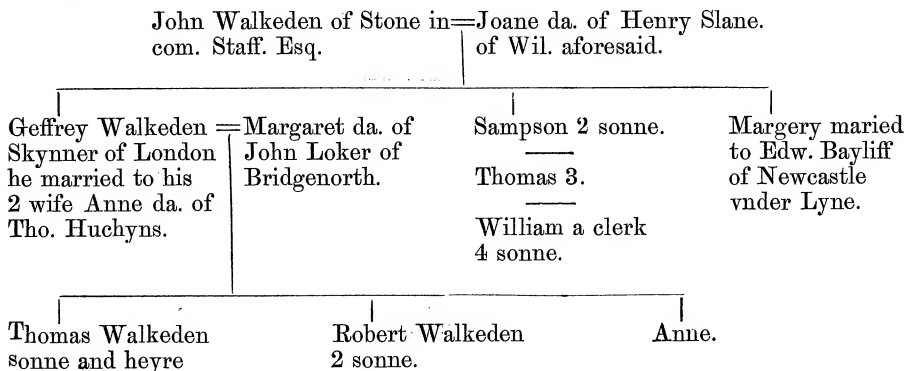 John Walkeden of Stone in=Joane da. of Henry Slane.
com. Staff. Esq. of Wil. aforesaid.
Geffrey Walkeden =Margaret da. of
Skynner of London John Loker of
he married to his Bridgenorth.
2 wife Anne da. of
Tho. Huchyns.
Sampson 2 sonne.
Thomas 3.
William a clerk
4 sonne.
Margery maried
to Edw. Bayliff
of Newcastle
vnder Lyne.
Thomas Walkeden
sonne and heyre
Robert Walkeden
2 sonne.
Anne.